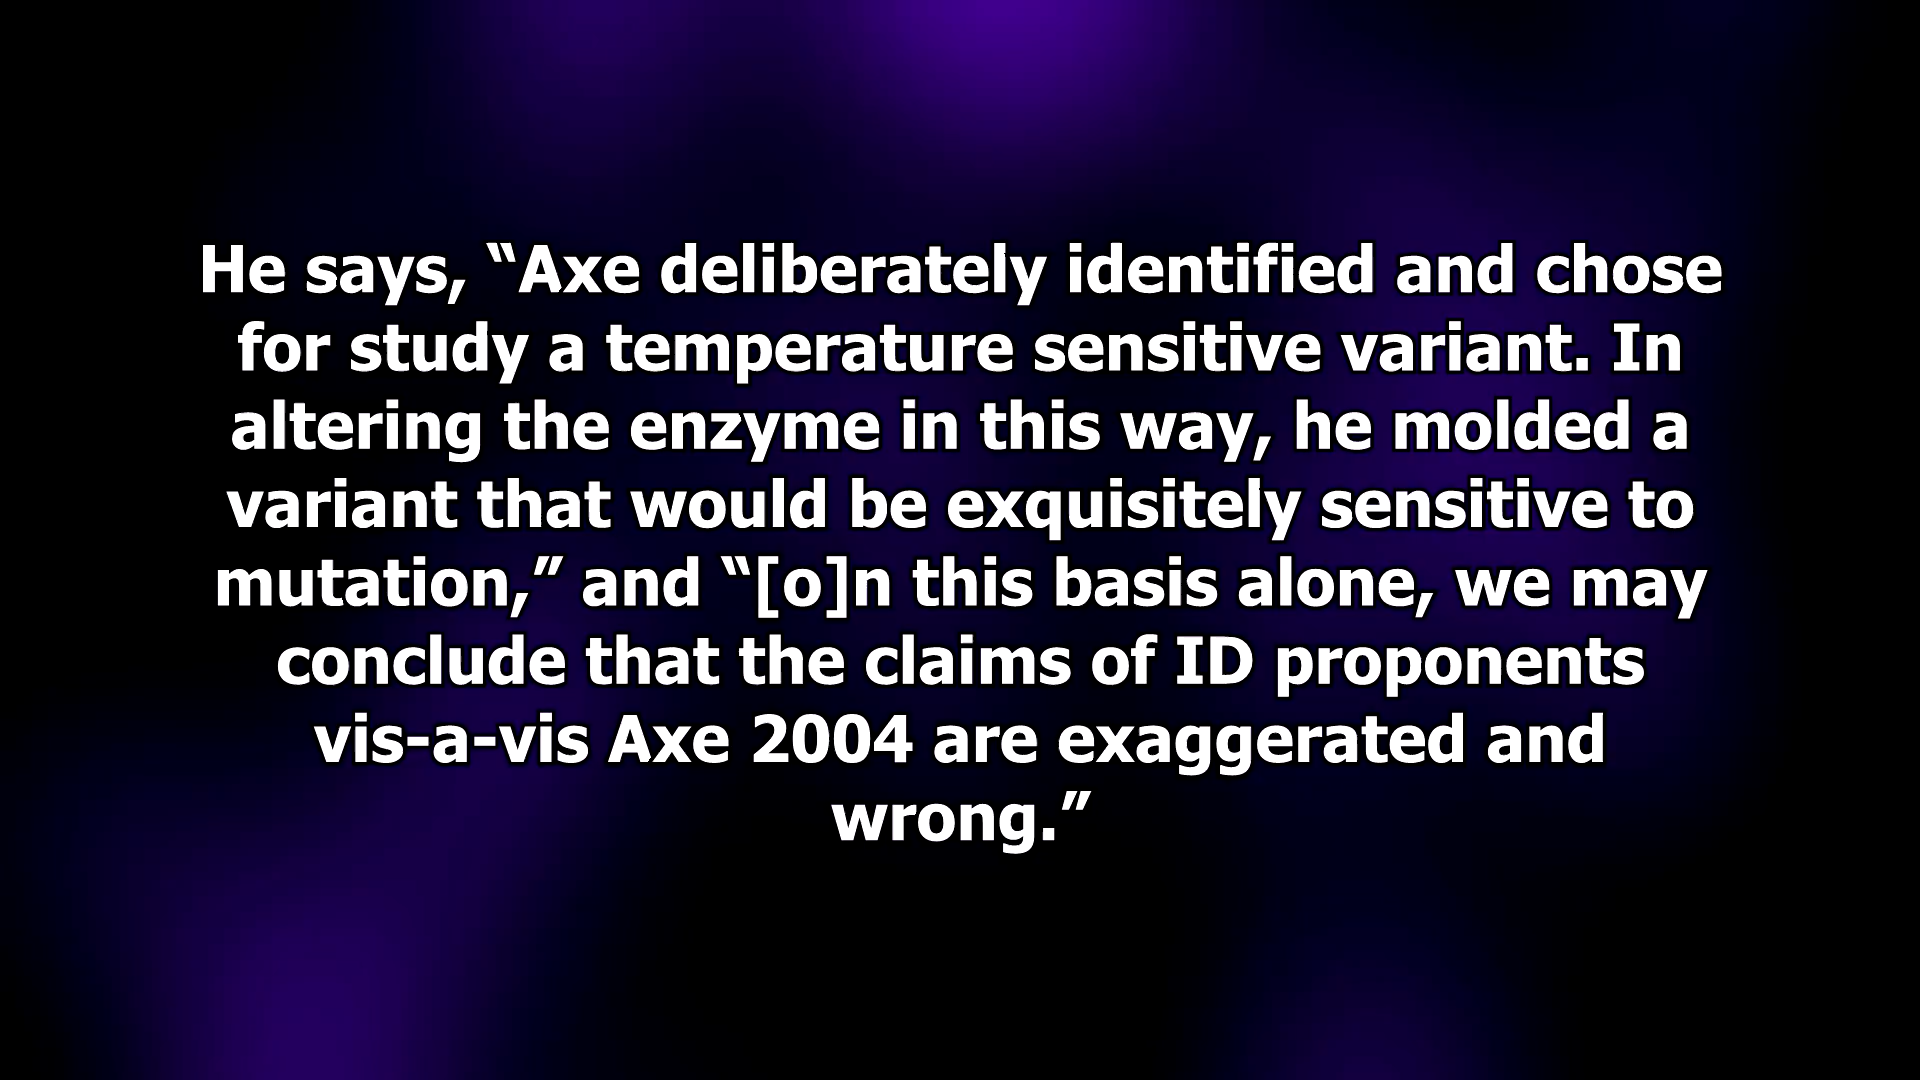 He says, “Axe deliberately identified and chose
for study a temperature sensitive variant. In
altering the enzyme in this way, he molded a
variant that would be exquisitely sensitive to
mutation,” and “[o]n this basis alone, we may
conclude that the claims of ID proponents
vis-a-vis Axe 2004 are exaggerated and
wrong.”